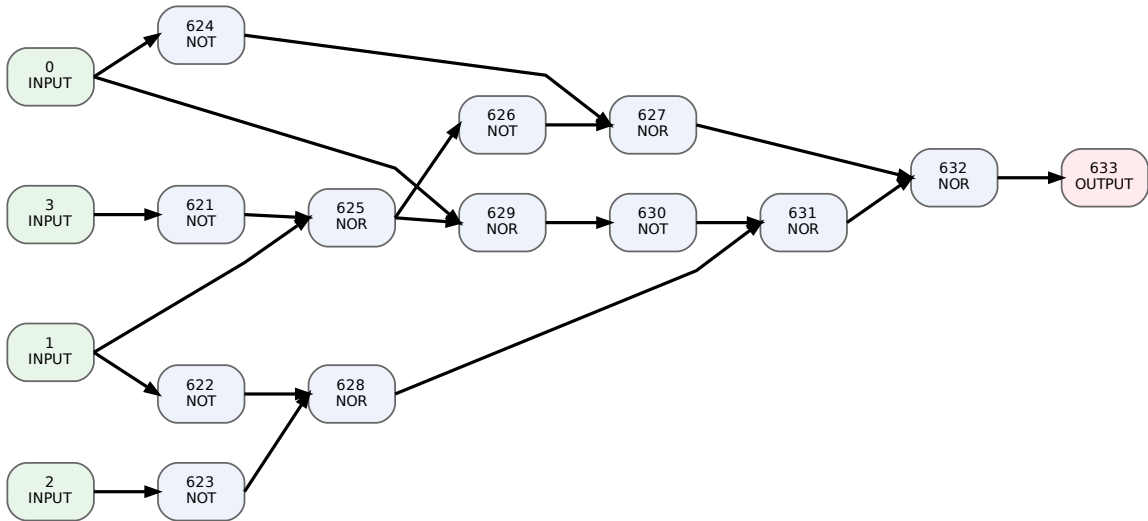 624
NOT
0
INPUT
626
NOT
627
NOR
632
NOR
633
OUTPUT
3
INPUT
621
NOT
625
NOR
629
NOR
630
NOT
631
NOR
1
INPUT
622
NOT
628
NOR
2
INPUT
623
NOT